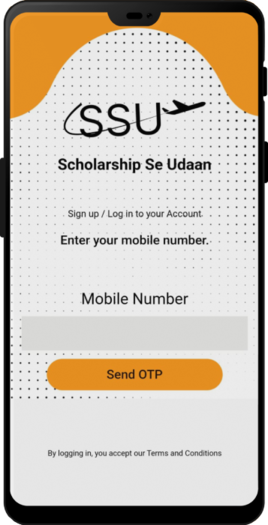 SSU
Scholarship Se Udaan
Sign up / Log in to your Account
Enter your mobile number.
Mobile Number
Send OTP
By logging in, you accept our Terms and Conditions